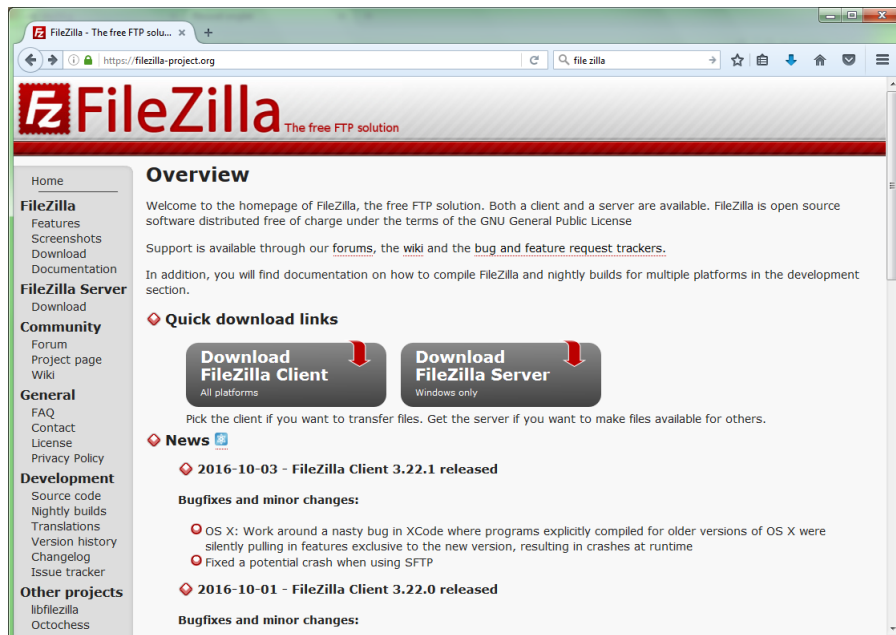 FileZilla - The free FTP solu...
https://filezilla-project.org
file zilla
FileZilla
The free FTP solution
Home
FileZilla
Features
Screenshots
Download
Documentation
FileZilla Server
Download
Community
Forum
Project page
Wiki
General
FAQ
Contact
License
Privacy Policy
Development
Source code
Nightly builds
Translations
Version history
Changelog
Issue tracker
Other projects
libfilezilla
Octochess
Overview
Welcome to the homepage of FileZilla, the free FTP solution. Both a client and a server are available. FileZilla is open source
software distributed free of charge under the terms of the GNU General Public License
Support is available through our forums, the wiki and the bug and feature request trackers.
In addition, you will find documentation on how to compile FileZilla and nightly builds for multiple platforms in the development
section.
Quick download links
Download
FileZilla Client
All platforms
Download
FileZilla Server
Windows only
Pick the client if you want to transfer files. Get the server if you want to make files available for others.
News
2016-10-03 - FileZilla Client 3.22.1 released
Bugfixes and minor changes:
OS X: Work around a nasty bug in XCode where programs explicitly compiled for older versions of OS X were
silently pulling in features exclusive to the new version, resulting in crashes at runtime
Fixed a potential crash when using SFTP
2016-10-01 - FileZilla Client 3.22.0 released
Bugfixes and minor changes: